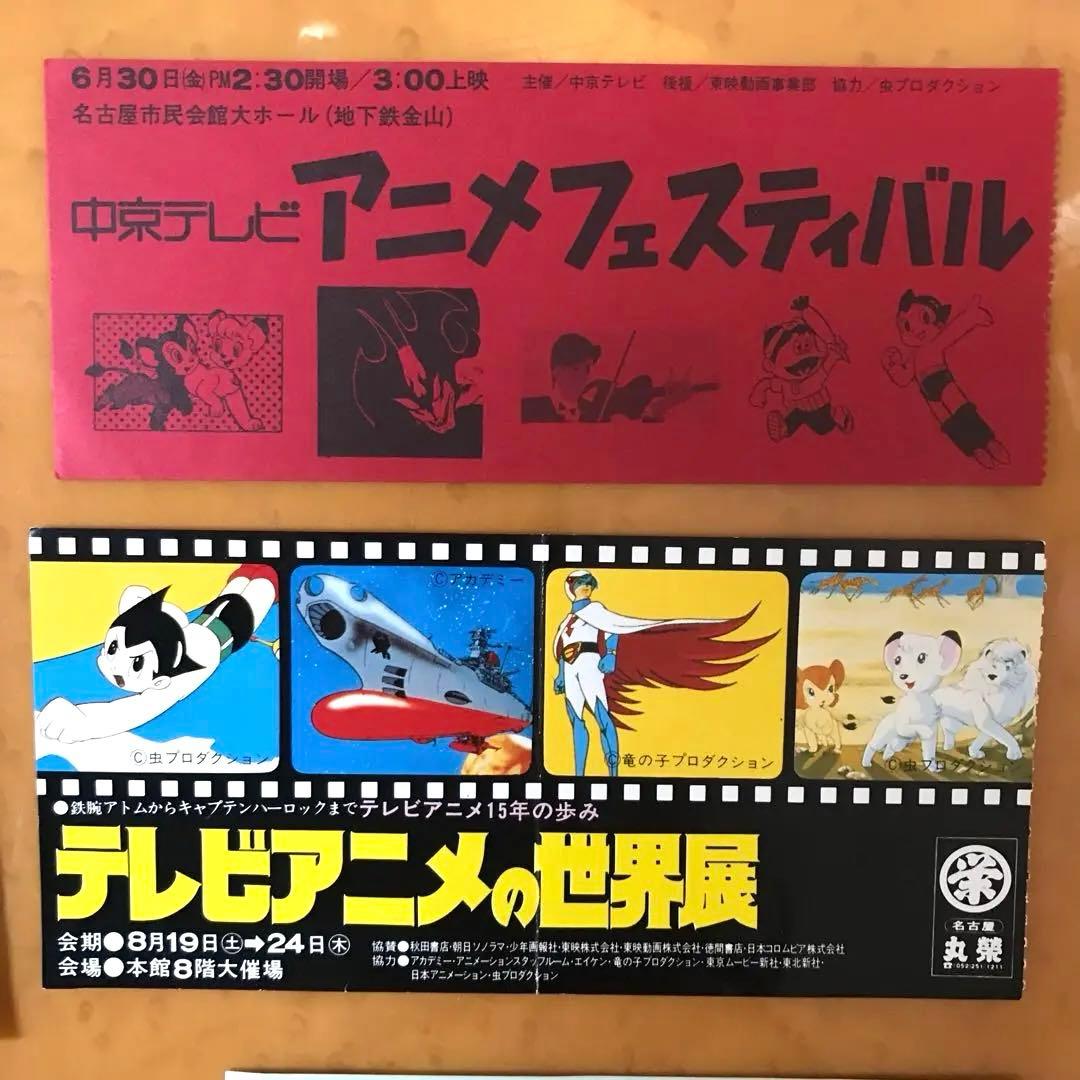 6月30日(金)PM2:30開場/3:00上映
主催/中京テレビ 後援/東映動画事業部 協力/虫プロダクション
名古屋市民会館大ホール(地下鉄金山)
中京テレビ アニメフェスティバル
©アカデミー
©虫プロダクション
©竜の子プロダクション
©虫プロダクション
●鉄腕アトムからキャプテンハーロックまで テレビアニメ15年の歩み
テレビアニメの世界展
会期●8月19日(土)➡24日(木)
会場●本館8階大催場
協賛●秋田書店・朝日ソノラマ・少年画報社・東映株式会社・東映動画株式会社・徳間書店・日本コロムビア株式会社
協力●アカデミー・アニメーションスタッフルーム・エイケン・竜の子プロダクション・東京ムービー新社・東北新社・
日本アニメーション・虫プロダクション
栄
名古屋
丸榮
☎052-251-1211